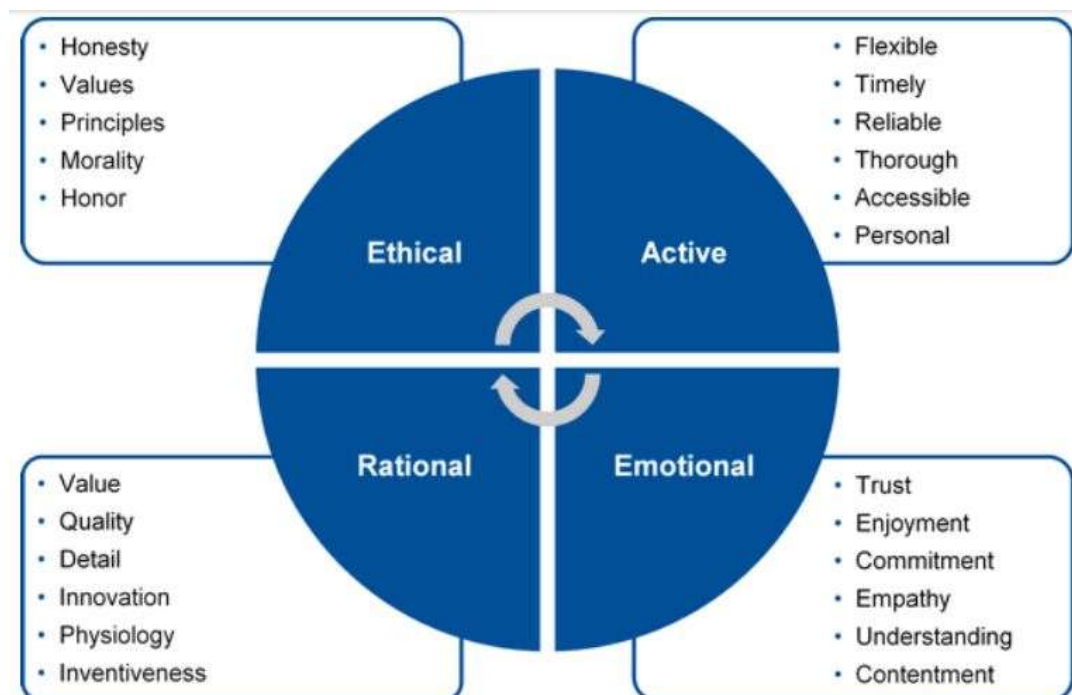 • Honesty
• Values
• Principles
• Morality
• Honor
Ethical
• Flexible
• Timely
• Reliable
• Thorough
• Accessible
• Personal
Active
Rational
• Value
• Quality
• Detail
• Innovation
• Physiology
• Inventiveness
Emotional
• Trust
• Enjoyment
• Commitment
• Empathy
• Understanding
• Contentment